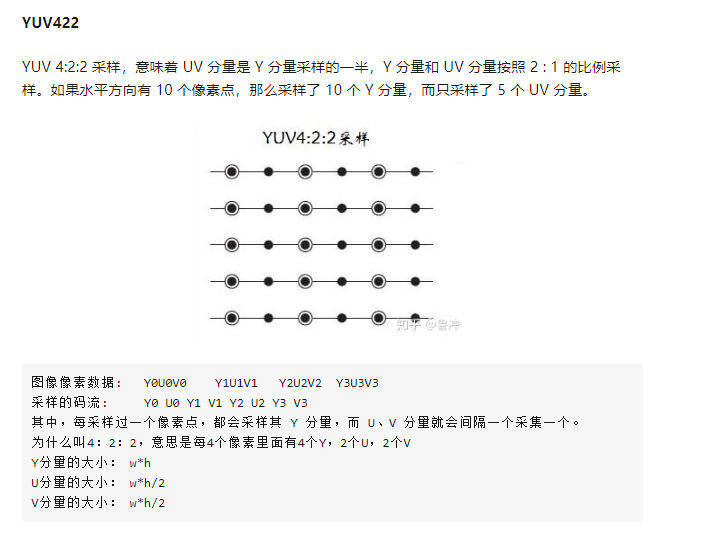 YUV422
YUV 4:2:2 采样，意味着 UV 分量是 Y 分量采样的一半，Y 分量和 UV 分量按照 2 : 1 的比例采
样。如果水平方向有 10 个像素点，那么采样了 10 个 Y 分量，而只采样了 5 个 UV 分量。
YUV4:2:2采样
知乎 @鲁冲
图像像素数据： Y0U0V0 Y1U1V1 Y2U2V2 Y3U3V3
采样的码流： Y0 U0 Y1 V1 Y2 U2 Y3 V3
其中，每采样过一个像素点，都会采样其 Y 分量，而 U、V 分量就会间隔一个采集一个。
为什么叫4：2：2，意思是每4个像素里面有4个Y，2个U，2个V
Y分量的大小： w*h
U分量的大小： w*h/2
V分量的大小： w*h/2